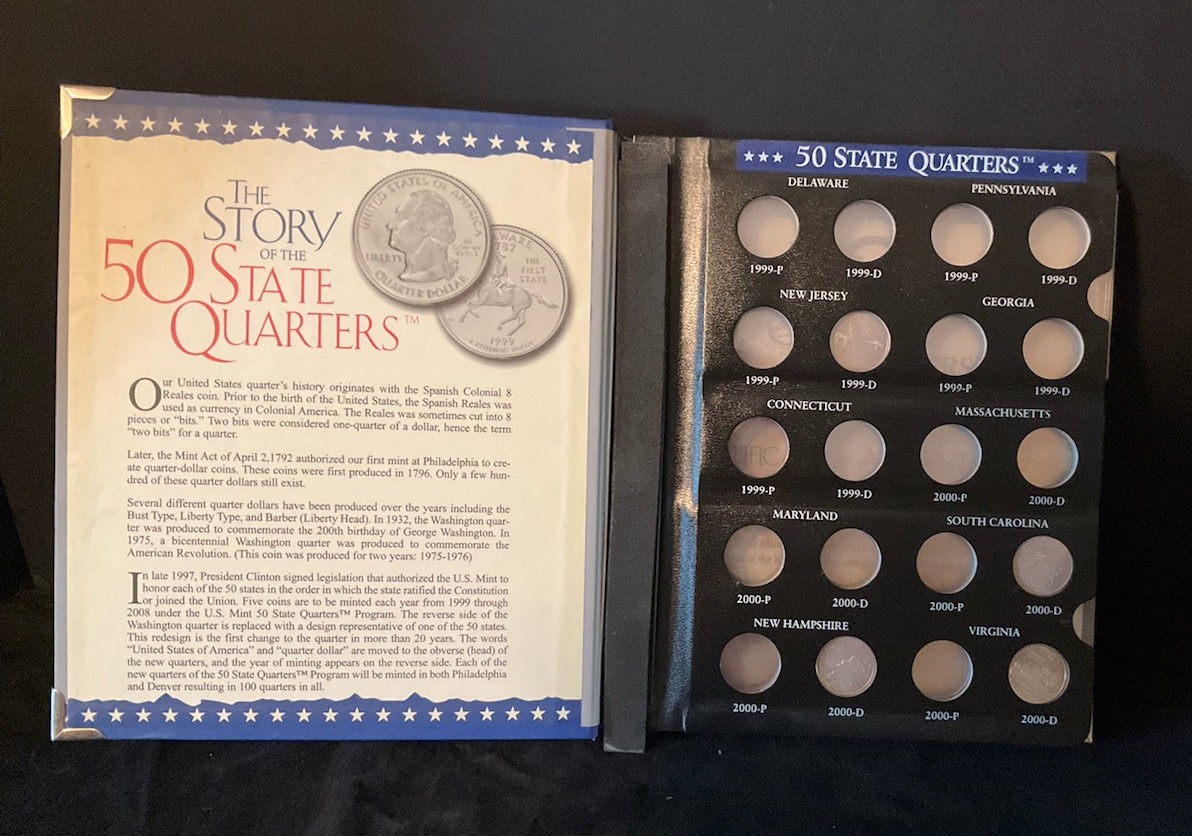 THE
STORY
OF THE
50 STATE
QUARTERS™
UNITED STATES OF AMERICA
LIBERTY
IN
GOD WE
TRUST
QUARTER DOLLAR
THE
FIRST
STATE
1999
Our United States quarter's history originates with the Spanish Colonial 8
Reales coin. Prior to the birth of the United States, the Spanish Reales was
used as currency in Colonial America. The Reales was sometimes cut into 8
pieces or “bits.” Two bits were considered one-quarter of a dollar, hence the term
“two bits” for a quarter.
Later, the Mint Act of April 2,1792 authorized our first mint at Philadelphia to cre-
ate quarter-dollar coins. These coins were first produced in 1796. Only a few hun-
dred of these quarter dollars still exist.
Several different quarter dollars have been produced over the years including the
Bust Type, Liberty Type, and Barber (Liberty Head). In 1932, the Washington quar-
ter was produced to commemorate the 200th birthday of George Washington. In
1975, a bicentennial Washington quarter was produced to commemorate the
American Revolution. (This coin was produced for two years: 1975-1976)
In late 1997, President Clinton signed legislation that authorized the U.S. Mint to
honor each of the 50 states in the order in which the state ratified the Constitution
or joined the Union. Five coins are to be minted each year from 1999 through
2008 under the U.S. Mint 50 State Quarters™ Program. The reverse side of the
Washington quarter is replaced with a design representative of one of the 50 states.
This redesign is the first change to the quarter in more than 20 years. The words
“United States of America” and “quarter dollar” are moved to the obverse (head) of
the new quarters, and the year of minting appears on the reverse side. Each of the
new quarters of the 50 State Quarters™ Program will be minted in both Philadelphia
and Denver resulting in 100 quarters in all.
50 STATE QUARTERS™
DELAWARE PENNSYLVANIA
1999-P 1999-D 1999-P 1999-D
NEW JERSEY GEORGIA
1999-P 1999-D 1999-P 1999-D
CONNECTICUT MASSACHUSETTS
1999-P 1999-D 2000-P 2000-D
MARYLAND SOUTH CAROLINA
2000-P 2000-D 2000-P 2000-D
NEW HAMPSHIRE VIRGINIA
2000-P 2000-D 2000-P 2000-D